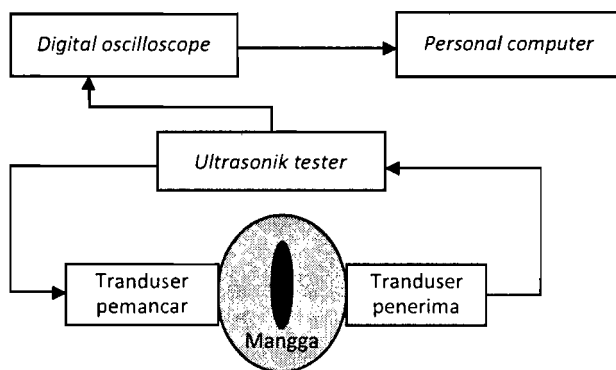 Digital oscilloscope
Personal computer
Ultrasonik tester
Tranduser
pemancar
Tranduser
penerima
Mangga